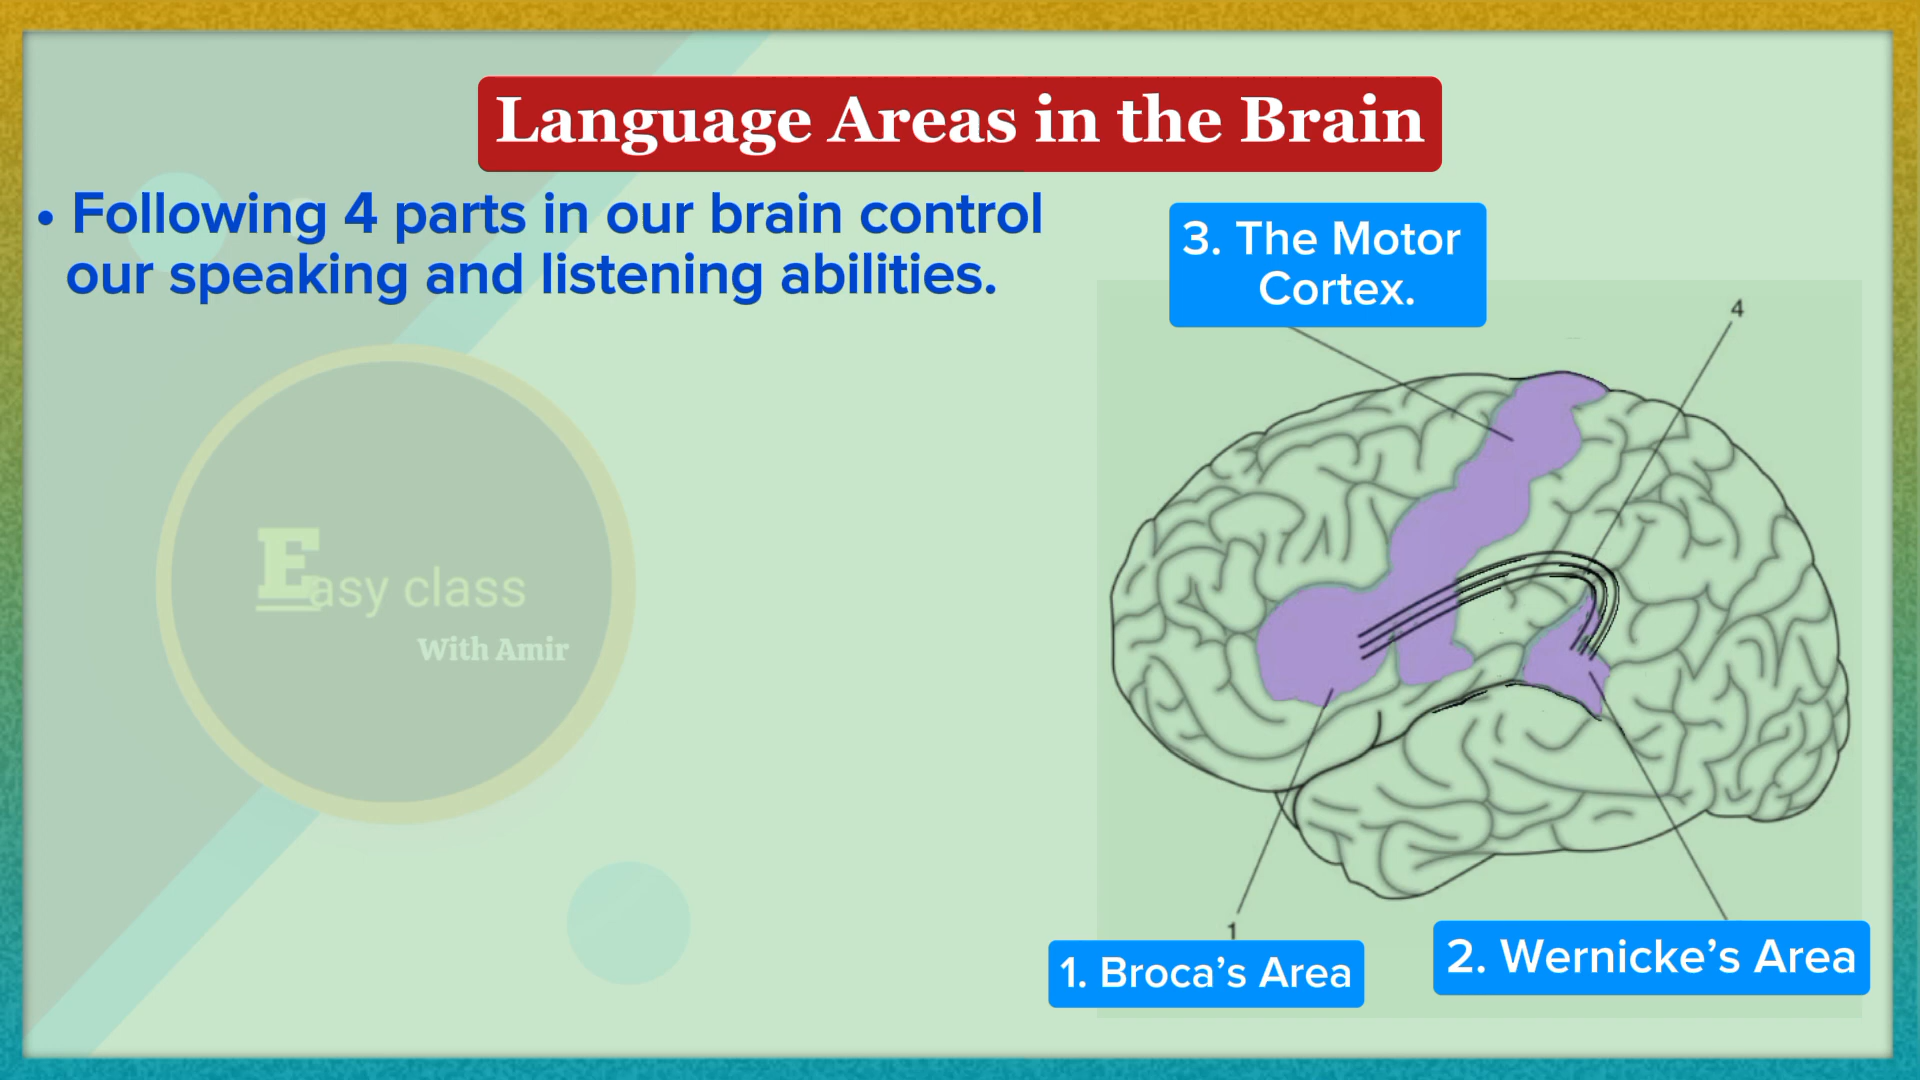 Language Areas in the Brain
• Following 4 parts in our brain control
our speaking and listening abilities.
3. The Motor
Cortex.
4
Easy class
With Amir
1
1. Broca's Area
2. Wernicke's Area